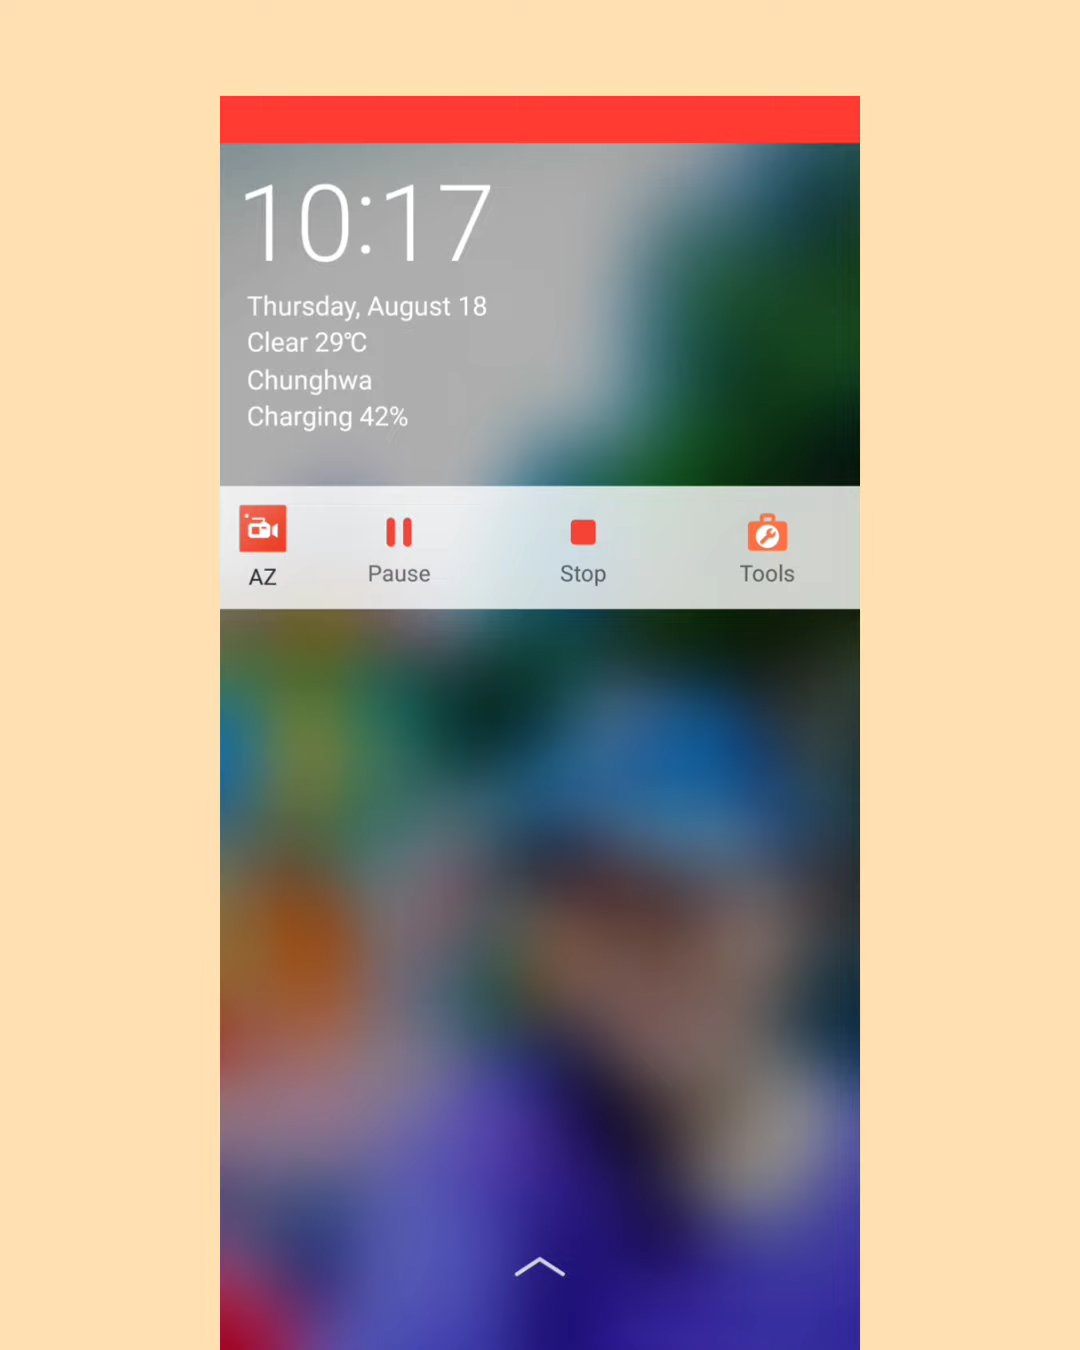 10:17
Thursday, August 18
Clear 29℃
Chunghwa
Charging 42%
AZ Pause Stop Tools